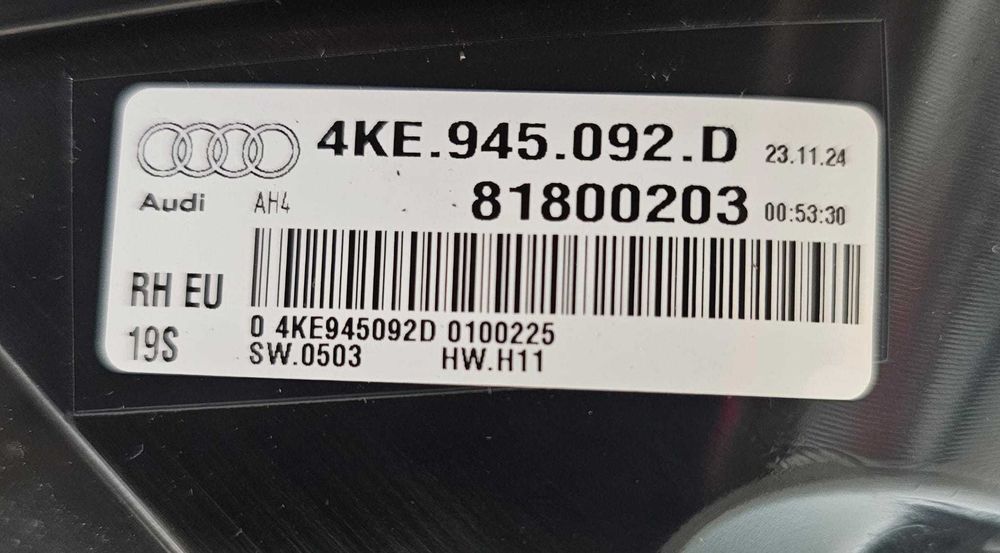 4KE.945.092.D 23.11.24
Audi AH4 81800203 00:53:30
RH EU
19S
0 4KE945092D 0100225
SW.0503 HW.H11